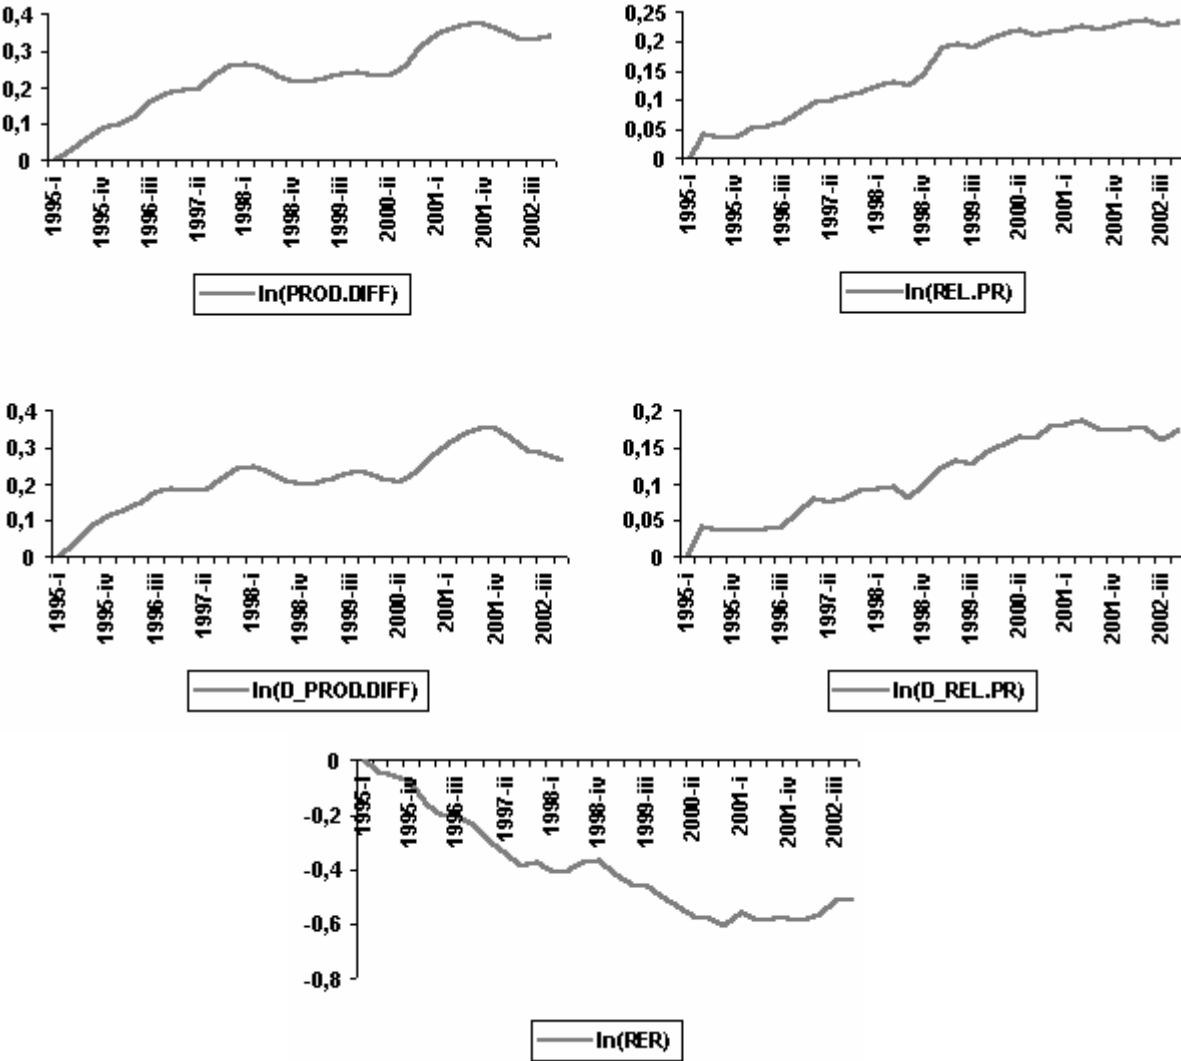 0,4
0,3
0,2
0,1
0
1995-i
1995-iv
1996-iii
1997-ii
1998-i
1998-iv
1999-iii
2000-ii
2001-i
2001-iv
2002-iii
ln(PROD.DIFF)
0,25
0,2
0,15
0,1
0,05
0
1995-i
1995-iv
1996-iii
1997-ii
1998-i
1998-iv
1999-iii
2000-ii
2001-i
2001-iv
2002-iii
ln(REL.PR)
0,4
0,3
0,2
0,1
0
1995-i
1995-iv
1996-iii
1997-ii
1998-i
1998-iv
1999-iii
2000-ii
2001-i
2001-iv
2002-iii
ln(D_PROD.DIFF)
0,2
0,15
0,1
0,05
0
1995-i
1995-iv
1996-iii
1997-ii
1998-i
1998-iv
1999-iii
2000-ii
2001-i
2001-iv
2002-iii
ln(D_REL.PR)
0
-0,2
-0,4
-0,6
-0,8
1995-i
1995-iv
1996-iii
1997-ii
1998-i
1998-iv
1999-iii
2000-ii
2001-i
2001-iv
2002-iii
ln(RER)